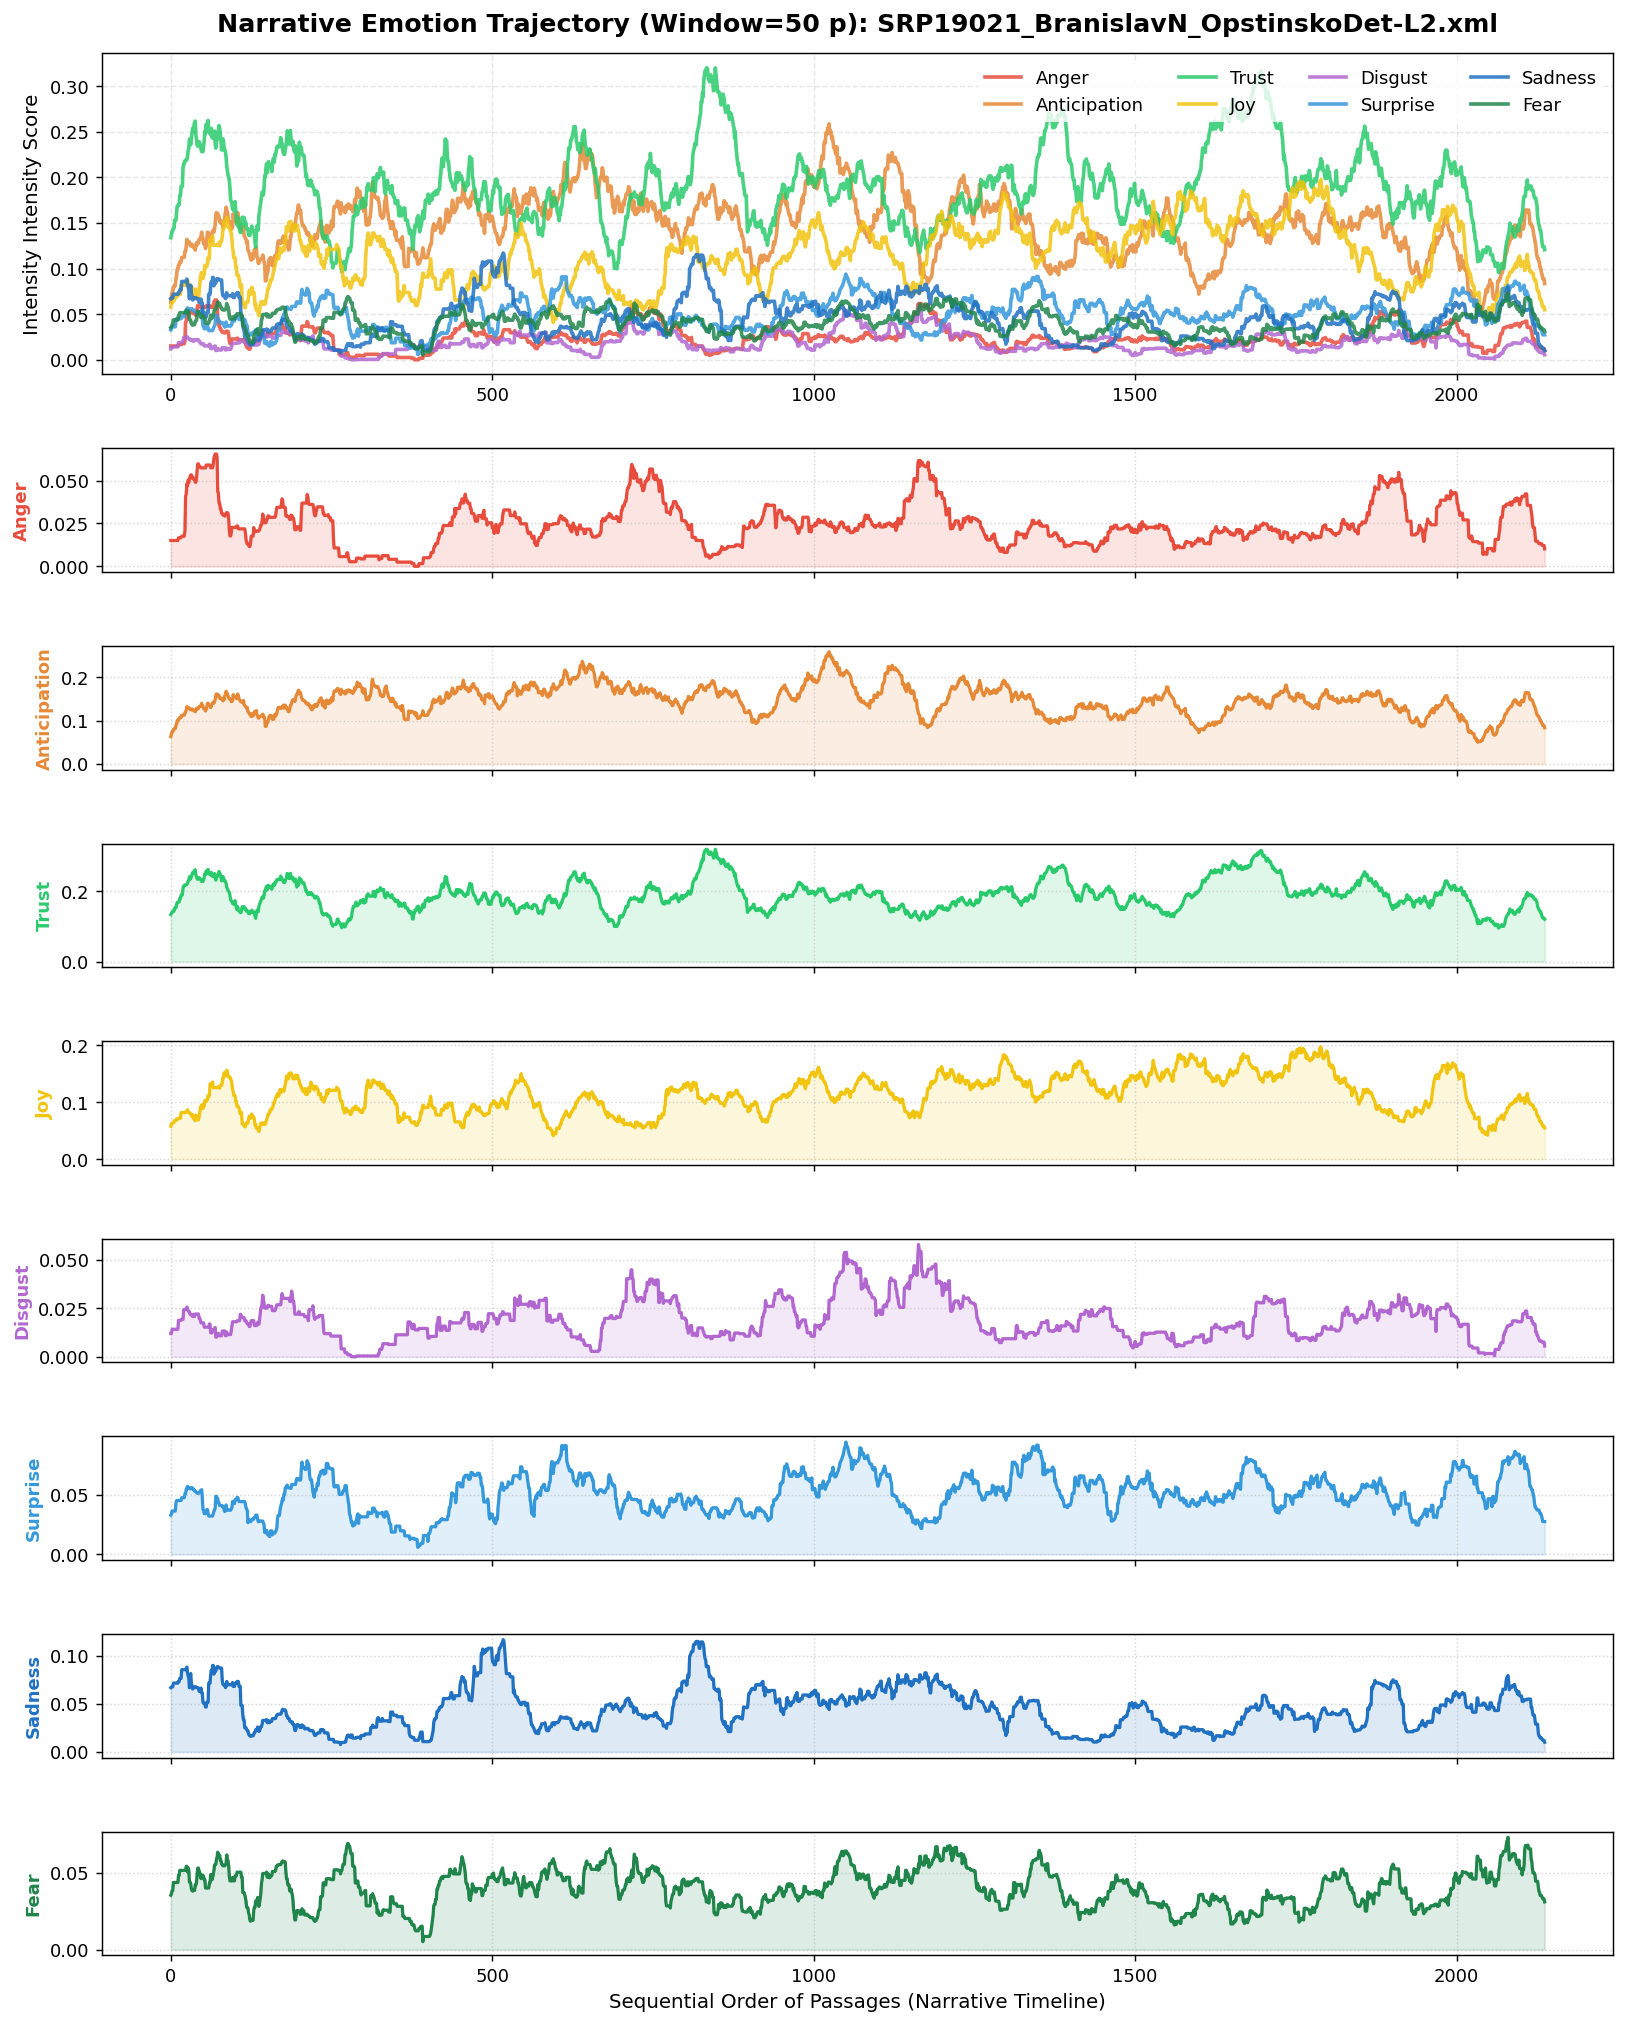 Narrative Emotion Trajectory (Window=50 p): SRP19021_BranislavN_OpstinskoDet-L2.xml
Intensity Intensity Score
0.30
0.25
0.20
0.15
0.10
0.05
0.00
Anger Trust Disgust Sadness
Anticipation Joy Surprise Fear
0 500 1000 1500 2000
Anger
0.050
0.025
0.000
Anticipation
0.2
0.1
0.0
Trust
0.2
0.0
Joy
0.2
0.1
0.0
Disgust
0.050
0.025
0.000
Surprise
0.05
0.00
Sadness
0.10
0.05
0.00
Fear
0.05
0.00
0 500 1000 1500 2000
Sequential Order of Passages (Narrative Timeline)